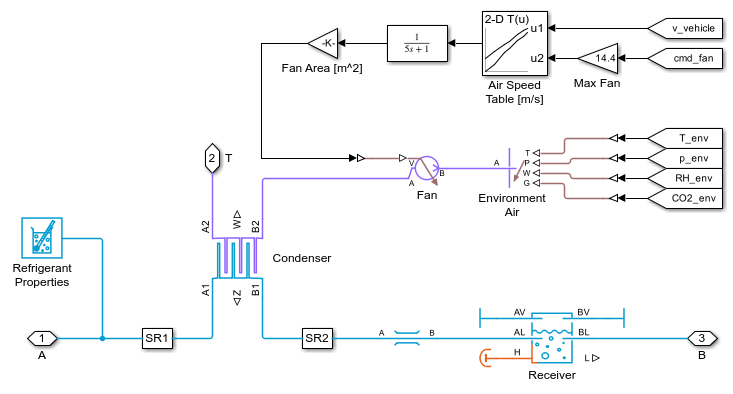 2-D T(u)
u1
u2
v_vehicle
cmd_fan
14.4
Max Fan
Air Speed
Table [m/s]
1
5s + 1
-K-
Fan Area [m^2]
T_env
p_env
RH_env
CO2_env
T
P
W
G
A
Environment
Air
V
A
B
Fan
2
T
A2
W
B2
Condenser
A1
Z
B1
Refrigerant
Properties
1
A
SR1
SR2
A
B
AV
BV
AL
BL
H
L
Receiver
3
B